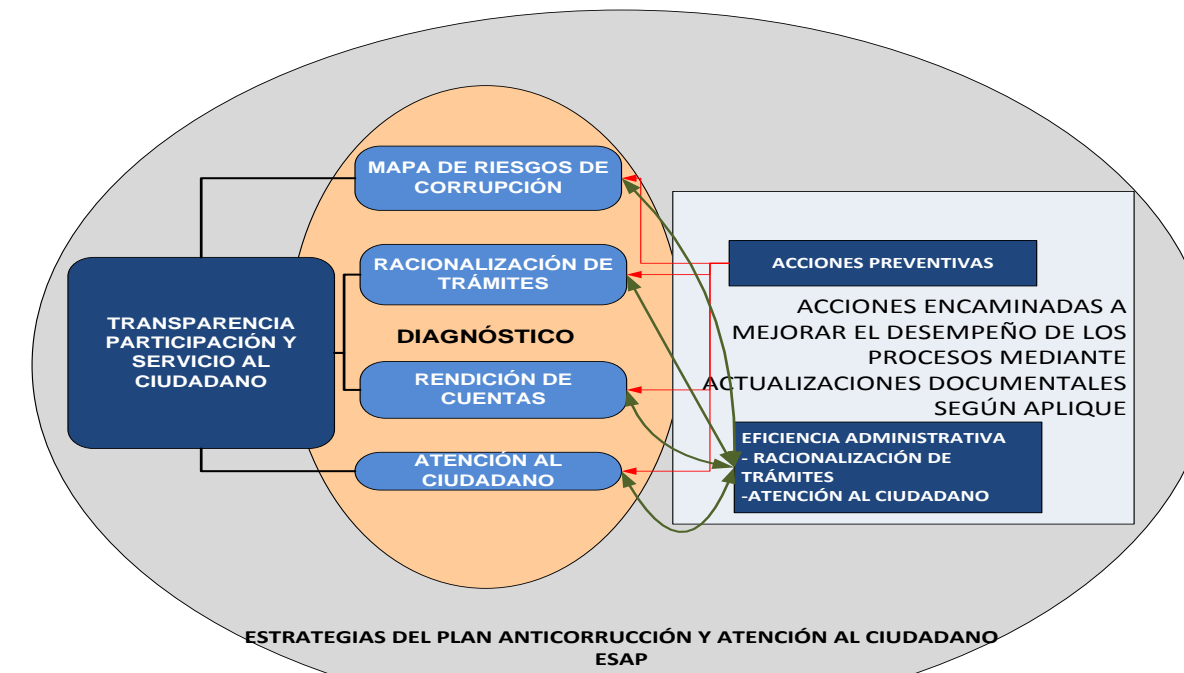 MAPA DE RIESGOS DE
CORRUPCIÓN
RACIONALIZACIÓN DE
TRÁMITES
DIAGNÓSTICO
RENDICIÓN DE
CUENTAS
ATENCIÓN AL
CIUDADANO
TRANSPARENCIA
PARTICIPACIÓN Y
SERVICIO AL
CIUDADANO
ACCIONES PREVENTIVAS
ACCIONES ENCAMINADAS A
MEJORAR EL DESEMPEÑO DE LOS
PROCESOS MEDIANTE
ACTUALIZACIONES DOCUMENTALES
SEGÚN APLIQUE
EFICIENCIA ADMINISTRATIVA
- RACIONALIZACIÓN DE
TRÁMITES
-ATENCIÓN AL CIUDADANO
ESTRATEGIAS DEL PLAN ANTICORRUCCIÓN Y ATENCIÓN AL CIUDADANO
ESAP